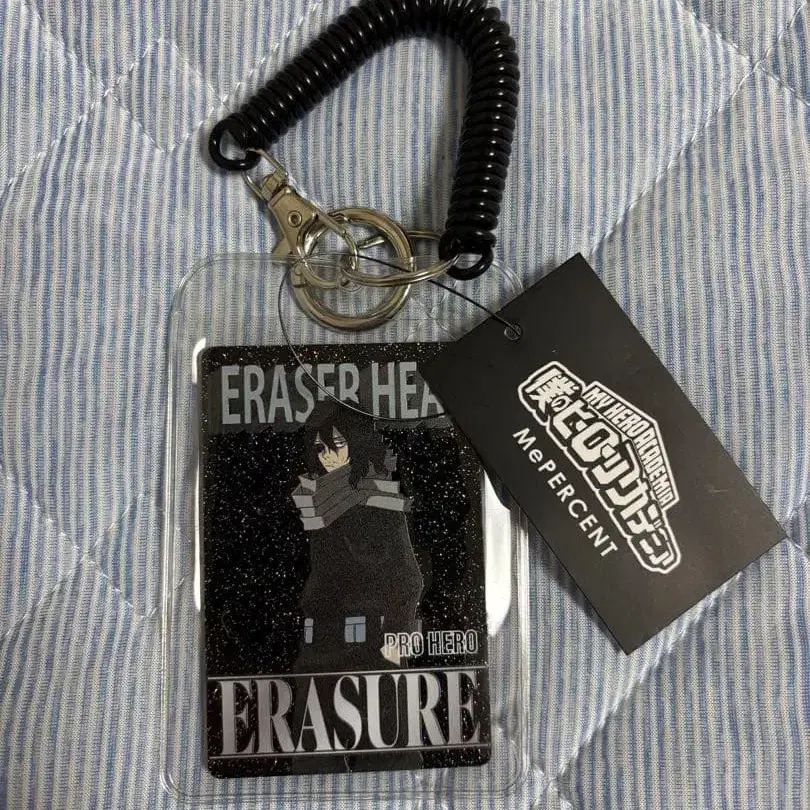 ERASER HEA
PRO HERO
ERASURE
MY HERO ACADEMIA
僕のヒーローアカデミア
MePERCENT